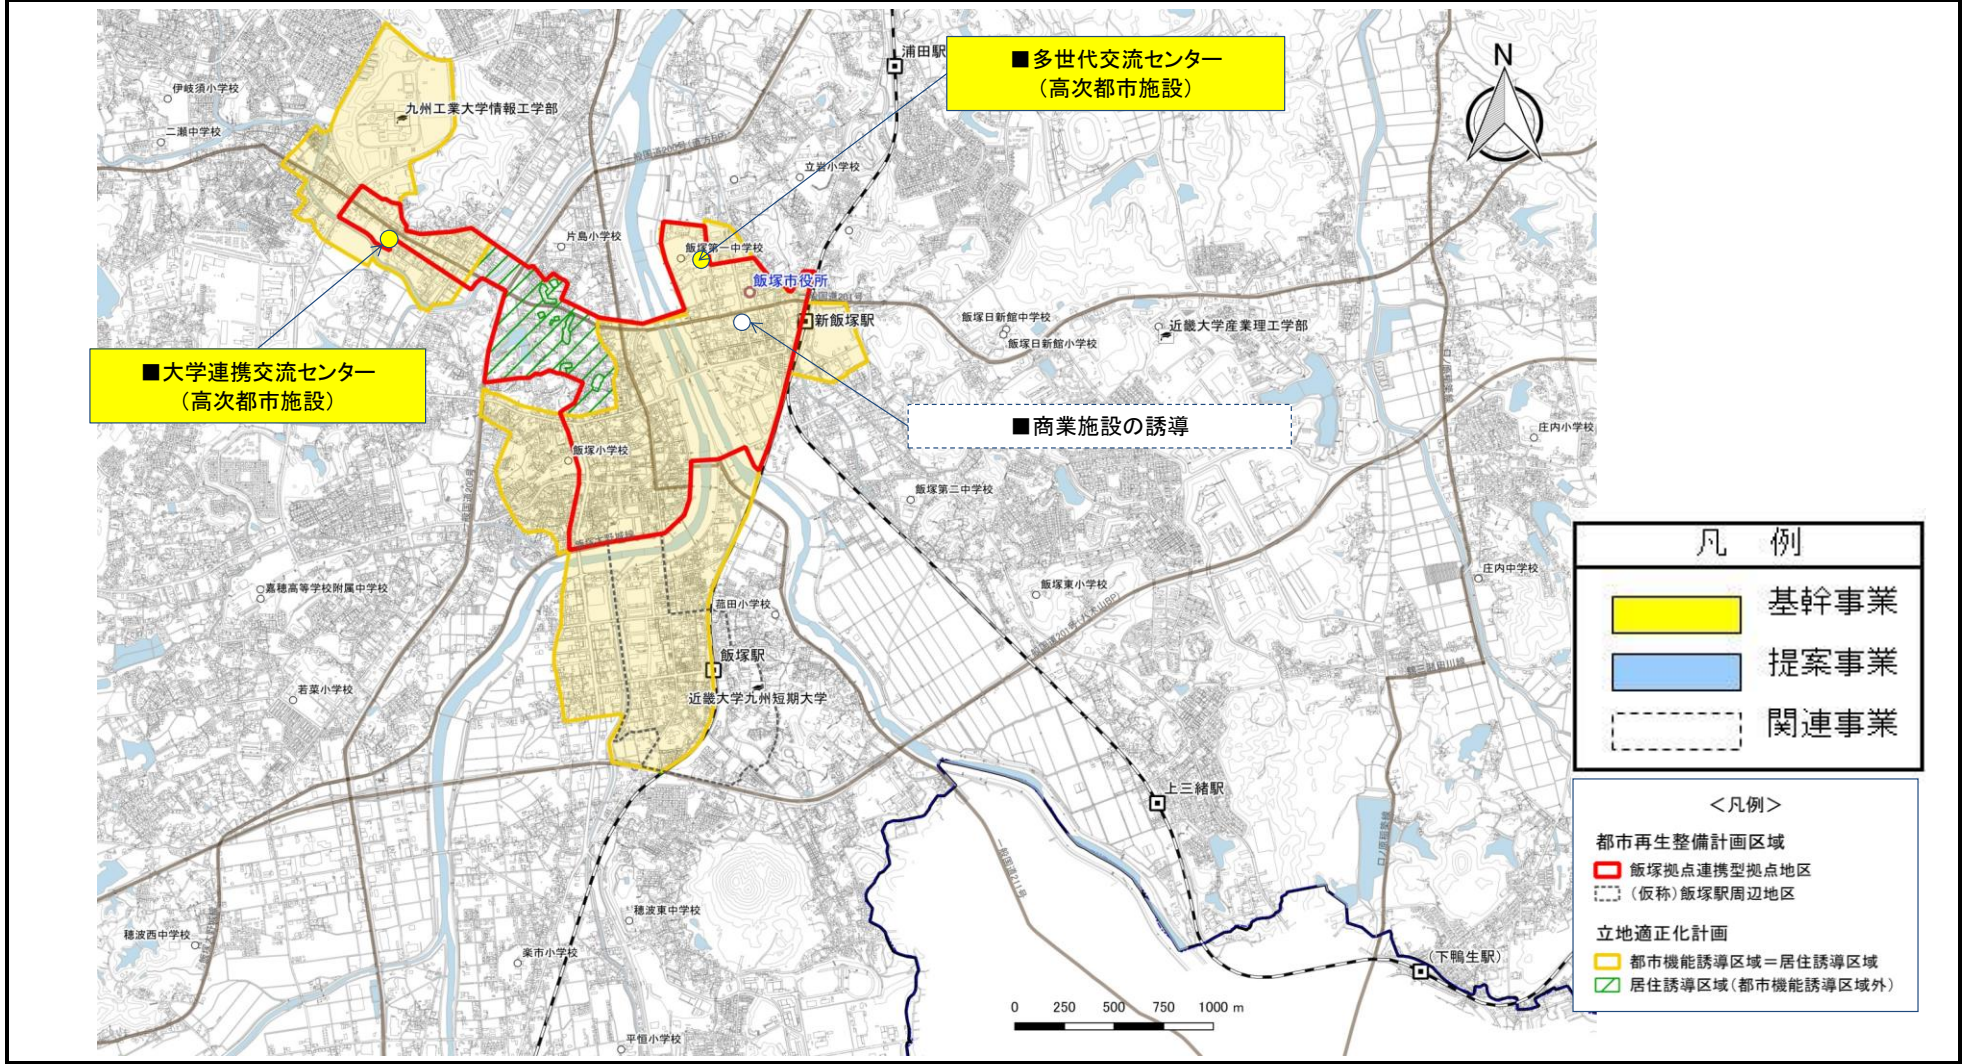 浦田駅
■多世代交流センター
（高次都市施設）
N
伊岐須小学校
九州工業大学情報工学部
二瀬中学校
立岩小学校
片島小学校
飯塚第一中学校
飯塚市役所
新飯塚駅
飯塚日新館中学校
近畿大学産業理工学部
飯塚日新館小学校
■大学連携交流センター
（高次都市施設）
■商業施設の誘導
庄内小学校
飯塚小学校
飯塚第二中学校
凡 例
基幹事業
提案事業
関連事業
庄内中学校
嘉穂高等学校附属中学校
飯塚東小学校
菰田小学校
飯塚駅
近畿大学九州短期大学
若菜小学校
上三緒駅
＜凡例＞
都市再生整備計画区域
飯塚拠点連携型拠点地区
（仮称）飯塚駅周辺地区
立地適正化計画
都市機能誘導区域＝居住誘導区域
居住誘導区域（都市機能誘導区域外）
一般国道211号
穂波東中学校
穂波西中学校
楽市小学校
（下鴨生駅）
平恒小学校
0 250 500 750 1000 m